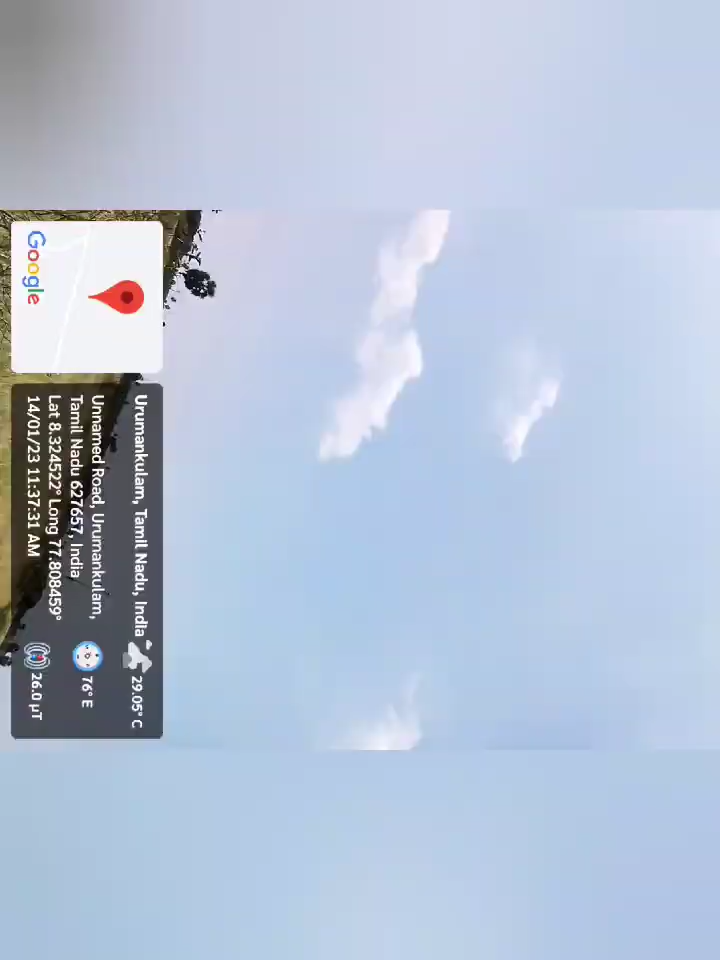 Google
Urumankulam, Tamil Nadu, India
Unnamed Road, Urumankulam,
Tamil Nadu 627657, India
Lat 8.324522° Long 77.808459°
14/01/23 11:37:31 AM
29.05° C
76° E
26.0 µT